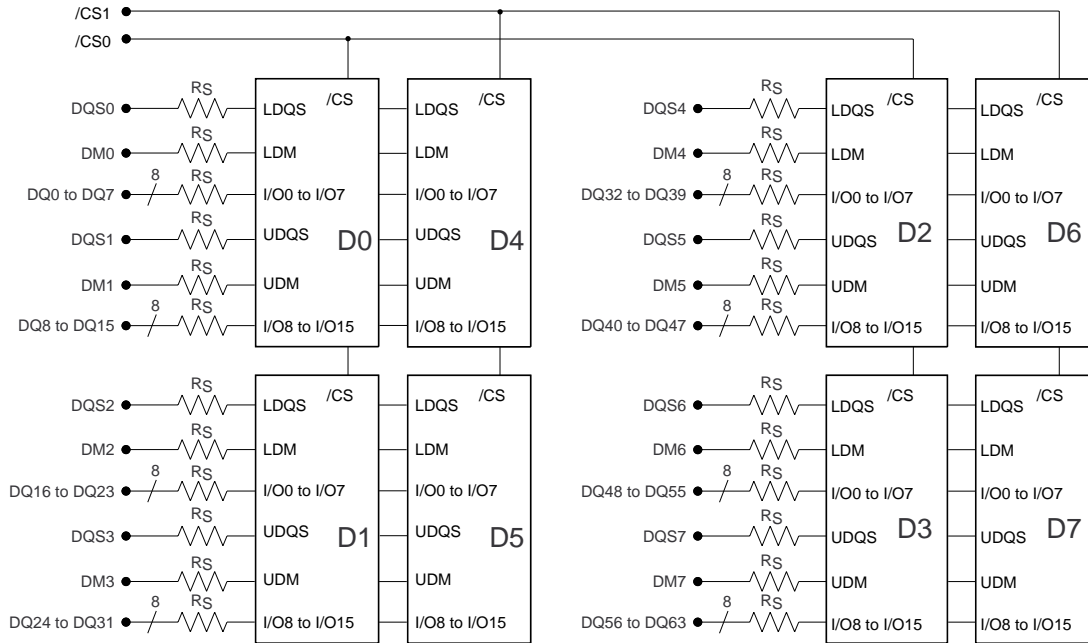 /CS1
/CS0
RS
/CS
/CS
DQS0
LDQS
LDQS
RS
DM0
LDM
LDM
8
RS
DQ0 to DQ7
I/O0 to I/O7
I/O0 to I/O7
RS
DQS1
UDQS
UDQS
D0
D4
RS
DM1
UDM
UDM
8
RS
DQ8 to DQ15
I/O8 to I/O15
I/O8 to I/O15
RS
/CS
/CS
DQS4
LDQS
LDQS
RS
DM4
LDM
LDM
8
RS
DQ32 to DQ39
I/O0 to I/O7
I/O0 to I/O7
RS
DQS5
UDQS
UDQS
D2
D6
RS
DM5
UDM
UDM
8
RS
DQ40 to DQ47
I/O8 to I/O15
I/O8 to I/O15
RS
/CS
/CS
DQS2
LDQS
LDQS
RS
DM2
LDM
LDM
8
RS
DQ16 to DQ23
I/O0 to I/O7
I/O0 to I/O7
RS
DQS3
UDQS
UDQS
D1
D5
RS
DM3
UDM
UDM
8
RS
DQ24 to DQ31
I/O8 to I/O15
I/O8 to I/O15
RS
/CS
/CS
DQS6
LDQS
LDQS
RS
DM6
LDM
LDM
8
RS
DQ48 to DQ55
I/O0 to I/O7
I/O0 to I/O7
RS
DQS7
UDQS
UDQS
D3
D7
RS
DM7
UDM
UDM
8
RS
DQ56 to DQ63
I/O8 to I/O15
I/O8 to I/O15